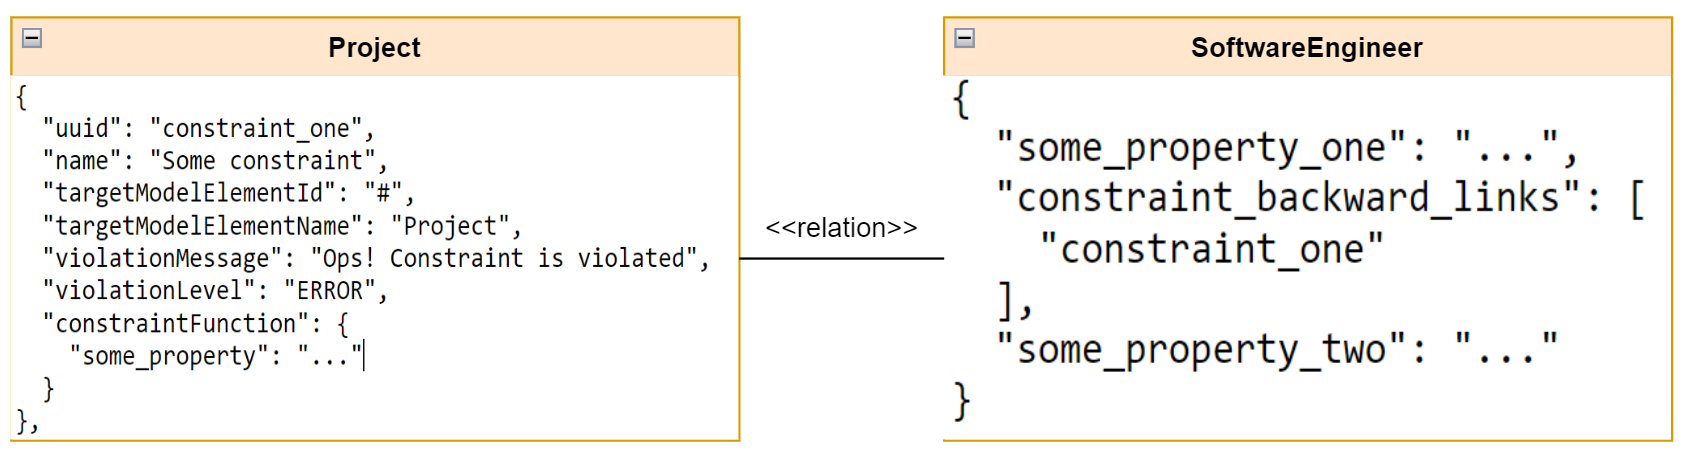 Project
{
  "uuid": "constraint_one",
  "name": "Some constraint",
  "targetModelElementId": "#",
  "targetModelElementName": "Project",
  "violationMessage": "Ops! Constraint is violated",
  "violationLevel": "ERROR",
  "constraintFunction": {
    "some_property": "..."
  }
},
<<relation>>
SoftwareEngineer
{
  "some_property_one": "...",
  "constraint_backward_links": [
    "constraint_one"
  ],
  "some_property_two": "..."
}